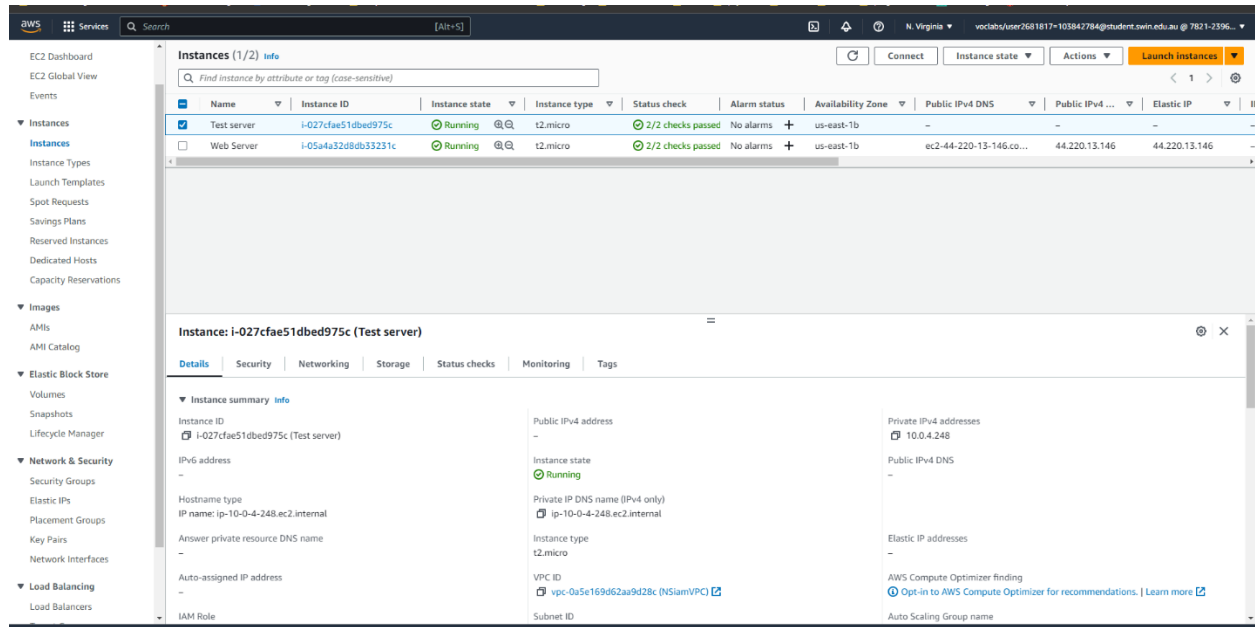 aws Services Search [Alt+S] N. Virginia voclabs/user2681817=103842784@student.swin.edu.au @ 7821-2396...
EC2 Dashboard
EC2 Global View
Events
Instances
Instances
Instance Types
Launch Templates
Spot Requests
Savings Plans
Reserved Instances
Dedicated Hosts
Capacity Reservations
Images
AMIs
AMI Catalog
Elastic Block Store
Volumes
Snapshots
Lifecycle Manager
Network & Security
Security Groups
Elastic IPs
Placement Groups
Key Pairs
Network Interfaces
Load Balancing
Load Balancers
Instances (1/2) Info Connect Instance state Actions Launch instances
Find instance by attribute or tag (case-sensitive) 1
Name Instance ID Instance state Instance type Status check Alarm status Availability Zone Public IPv4 DNS Public IPv4 ... Elastic IP
Test server i-027cfae51dbed975c Running t2.micro 2/2 checks passed No alarms + us-east-1b – – –
Web Server i-05a4a32d8db33231c Running t2.micro 2/2 checks passed No alarms + us-east-1b ec2-44-220-13-146.co... 44.220.13.146 44.220.13.146 –
Instance: i-027cfae51dbed975c (Test server)
Details Security Networking Storage Status checks Monitoring Tags
Instance summary Info
Instance ID Public IPv4 address Private IPv4 addresses
i-027cfae51dbed975c (Test server) – 10.0.4.248
IPv6 address Instance state Public IPv4 DNS
– Running –
Hostname type Private IP DNS name (IPv4 only)
IP name: ip-10-0-4-248.ec2.internal ip-10-0-4-248.ec2.internal
Answer private resource DNS name Instance type Elastic IP addresses
– t2.micro –
Auto-assigned IP address VPC ID AWS Compute Optimizer finding
– vpc-0a5e169d62aa9d28c (NSiamVPC) Opt-in to AWS Compute Optimizer for recommendations. | Learn more
IAM Role Subnet ID Auto Scaling Group name